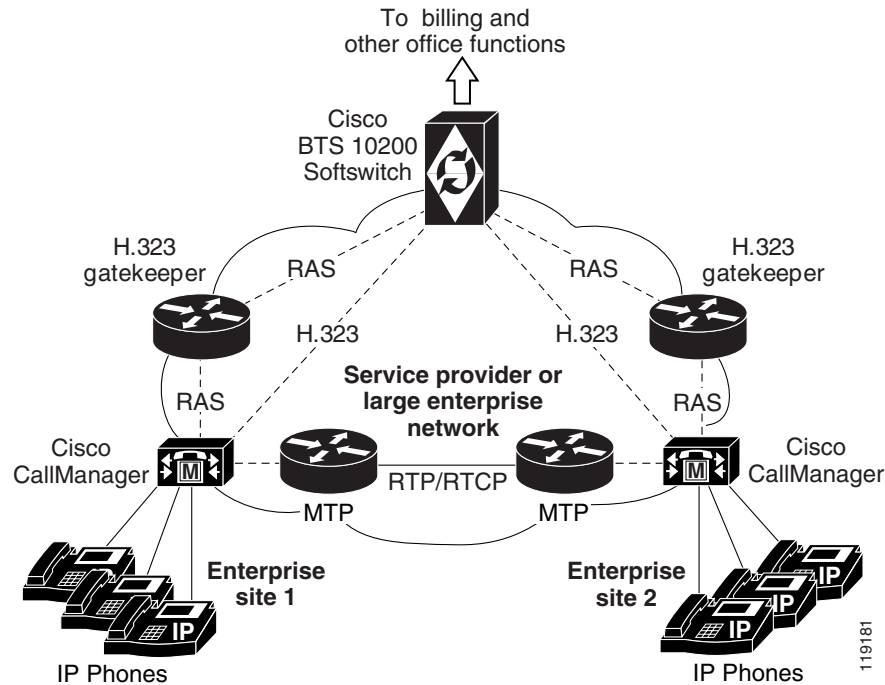 To billing and
other office functions
Cisco
BTS 10200
Softswitch
H.323
gatekeeper
H.323
gatekeeper
RAS
RAS
H.323
H.323
Service provider or
large enterprise
network
RAS
RAS
Cisco
CallManager
M
M
Cisco
CallManager
RTP/RTCP
MTP
MTP
Enterprise
site 1
Enterprise
site 2
IP
IP
IP
IP
IP Phones
IP Phones
119181